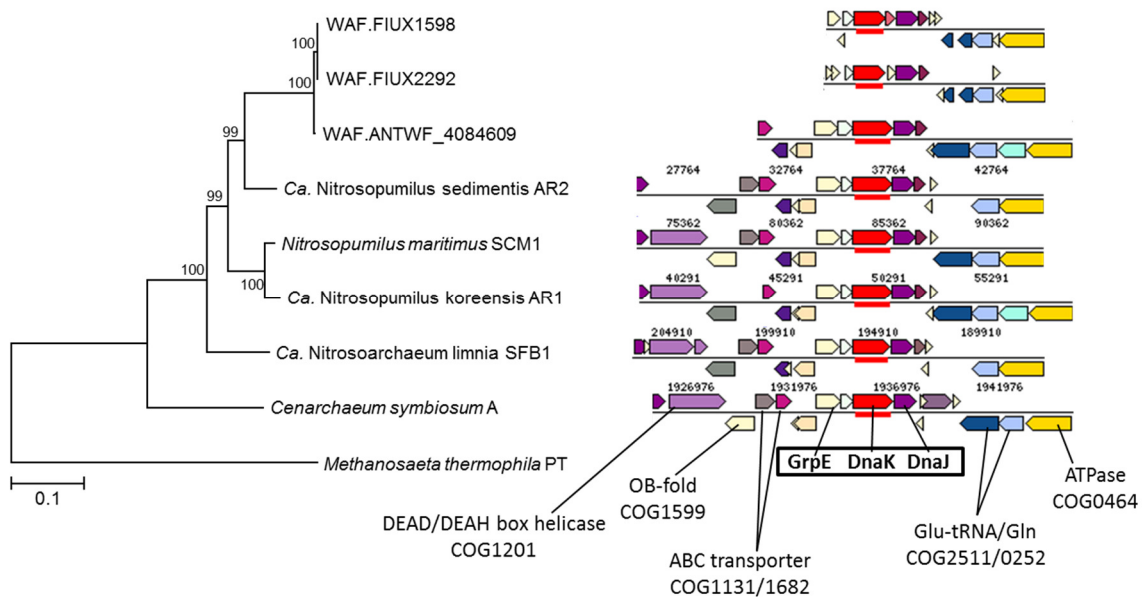 WAF.FIUX1598
100
WAF.FIUX2292
100
WAF.ANTWF_4084609
99
27764 32764 37764 42764
Ca. Nitrosopumilus sedimentis AR2
99
75362 80362 85362 90362
Nitrosopumilus maritimus SCM1
100
40291 45291 50291 55291
100
Ca. Nitrosopumilus koreensis AR1
204910 199910 194910 189910
Ca. Nitrosoarchaeum limnia SFB1
1926976 1931976 1936976 1941976
Cenarchaeum symbiosum A
Methanosaeta thermophila PT
0.1
GrpE DnaK DnaJ
DEAD/DEAH box helicase
COG1201
OB-fold
COG1599
ABC transporter
COG1131/1682
Glu-tRNA/Gln
COG2511/0252
ATPase
COG0464